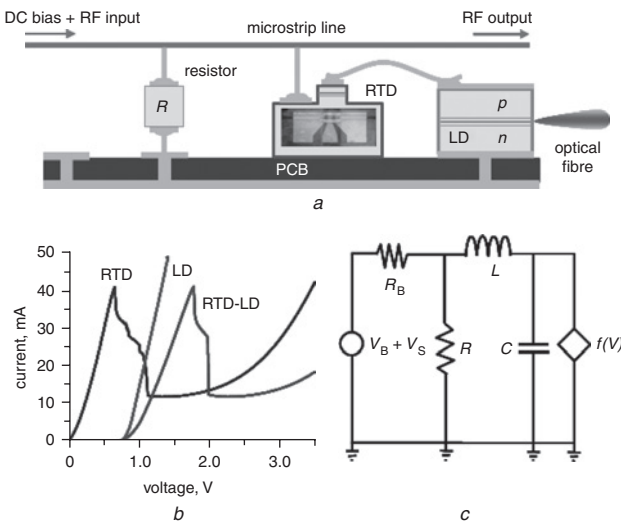 DC bias + RF input
microstrip line
RF output
resistor
R
RTD
p
LD
n
optical
fibre
PCB
a
50
40
30
20
10
0
current, mA
RTD
LD
RTD-LD
0
1.0
2.0
3.0
voltage, V
b
R_B
L
V_B + V_S
R
C
f(V)
c